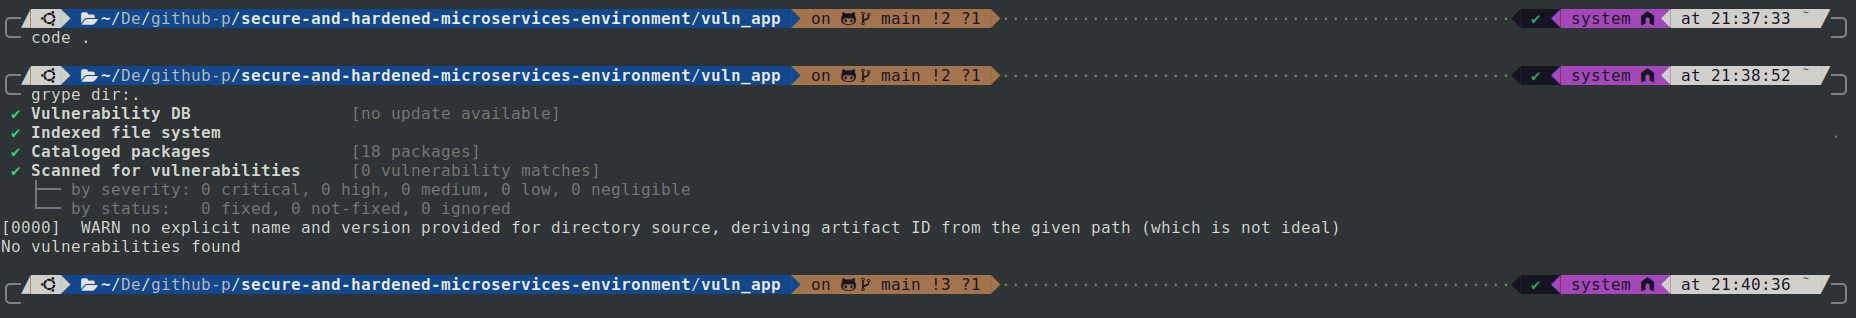 ~/De/github-p/secure-and-hardened-microservices-environment/vuln_app on main !2 ?1 ✔ system at 21:37:33
code .
~/De/github-p/secure-and-hardened-microservices-environment/vuln_app on main !2 ?1 ✔ system at 21:38:52
grype dir:.
✔ Vulnerability DB [no update available]
✔ Indexed file system .
✔ Cataloged packages [18 packages]
✔ Scanned for vulnerabilities [0 vulnerability matches]
├── by severity: 0 critical, 0 high, 0 medium, 0 low, 0 negligible
└── by status: 0 fixed, 0 not-fixed, 0 ignored
[0000] WARN no explicit name and version provided for directory source, deriving artifact ID from the given path (which is not ideal)
No vulnerabilities found
~/De/github-p/secure-and-hardened-microservices-environment/vuln_app on main !3 ?1 ✔ system at 21:40:36